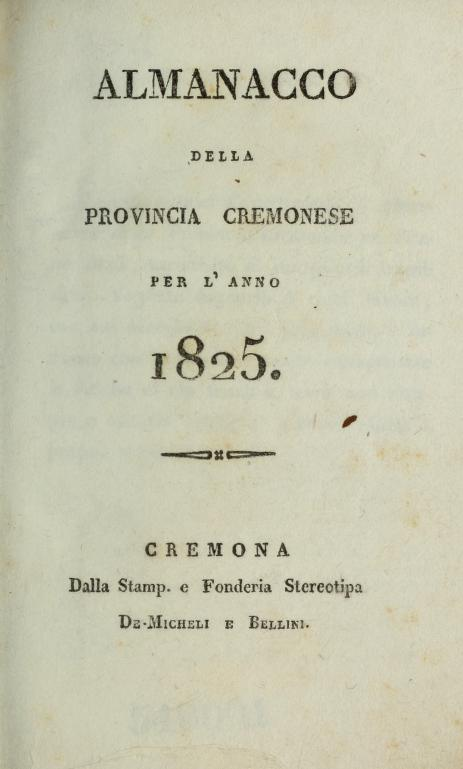 ALMANACCO
DELLA
PROVINCIA CREMONESE
PER L'ANNO
1825.
CREMONA
Dalla Stamp. e Fonderia Stereotipa
De-Micheli e Bellini.